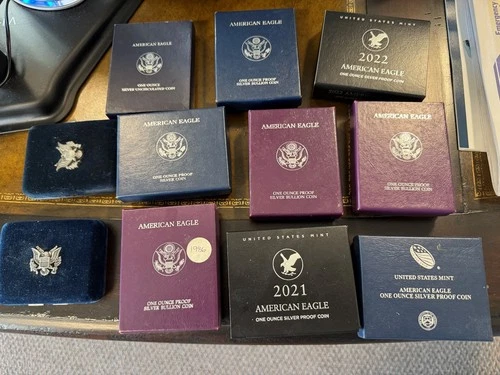 AMERICAN EAGLE
ONE OUNCE
SILVER UNCIRCULATED COIN
AMERICAN EAGLE
ONE OUNCE PROOF
SILVER BULLION COIN
UNITED STATES MINT
2022
AMERICAN EAGLE
ONE OUNCE SILVER PROOF COIN
AMERICAN EAGLE
ONE OUNCE PROOF
SILVER COIN
AMERICAN EAGLE
ONE OUNCE PROOF
SILVER BULLION COIN
AMERICAN EAGLE
ONE OUNCE PROOF
SILVER BULLION COIN
AMERICAN EAGLE
ONE OUNCE PROOF
SILVER BULLION COIN
UNITED STATES MINT
2021
AMERICAN EAGLE
ONE OUNCE SILVER PROOF COIN
UNITED STATES MINT
AMERICAN EAGLE
ONE OUNCE SILVER PROOF COIN